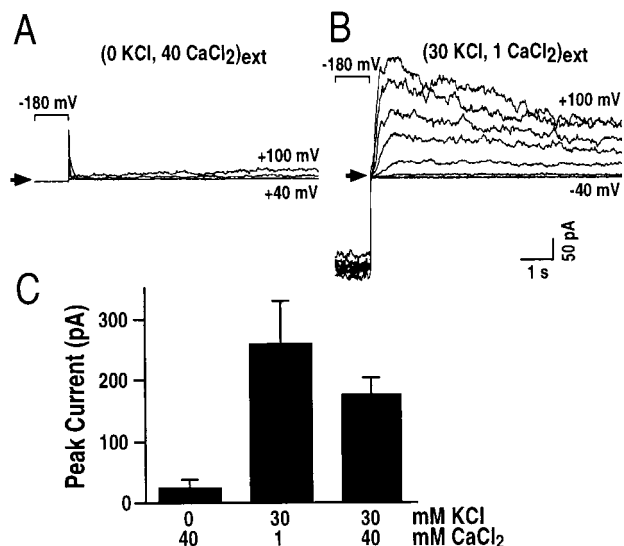 A
(0 KCl, 40 CaCl2)ext
-180 mV
+100 mV
+40 mV
B
(30 KCl, 1 CaCl2)ext
-180 mV
+100 mV
-40 mV
50 pA
1 s
C
Peak Current (pA)
300
200
100
0
0 30 30 mM KCl
40 1 40 mM CaCl2